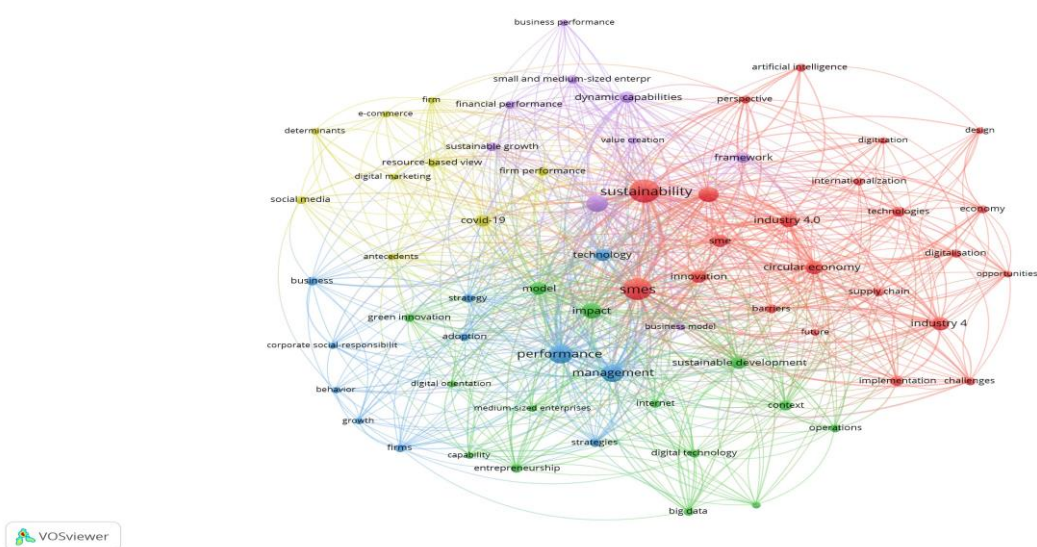 business performance
artificial intelligence
small and medium-sized enterpr
dynamic capabilities
perspective
firm
financial performance
e-commerce
determinants
value creation
digitization
design
sustainable growth
framework
resource-based view
firm performance
digital marketing
internationalization
sustainability
social media
technologies
economy
covid-19
industry 4.0
sme
technology
digitalisation
antecedents
circular economy
opportunities
business
innovation
model
smes
supply chain
strategy
barriers
impact
green innovation
business model
industry 4
future
adoption
corporate social-responsibilit
performance
sustainable development
management
digital orientation
implementation
challenges
behavior
medium-sized enterprises
internet
context
growth
operations
firms
strategies
capability
digital technology
entrepreneurship
big data
VOSviewer